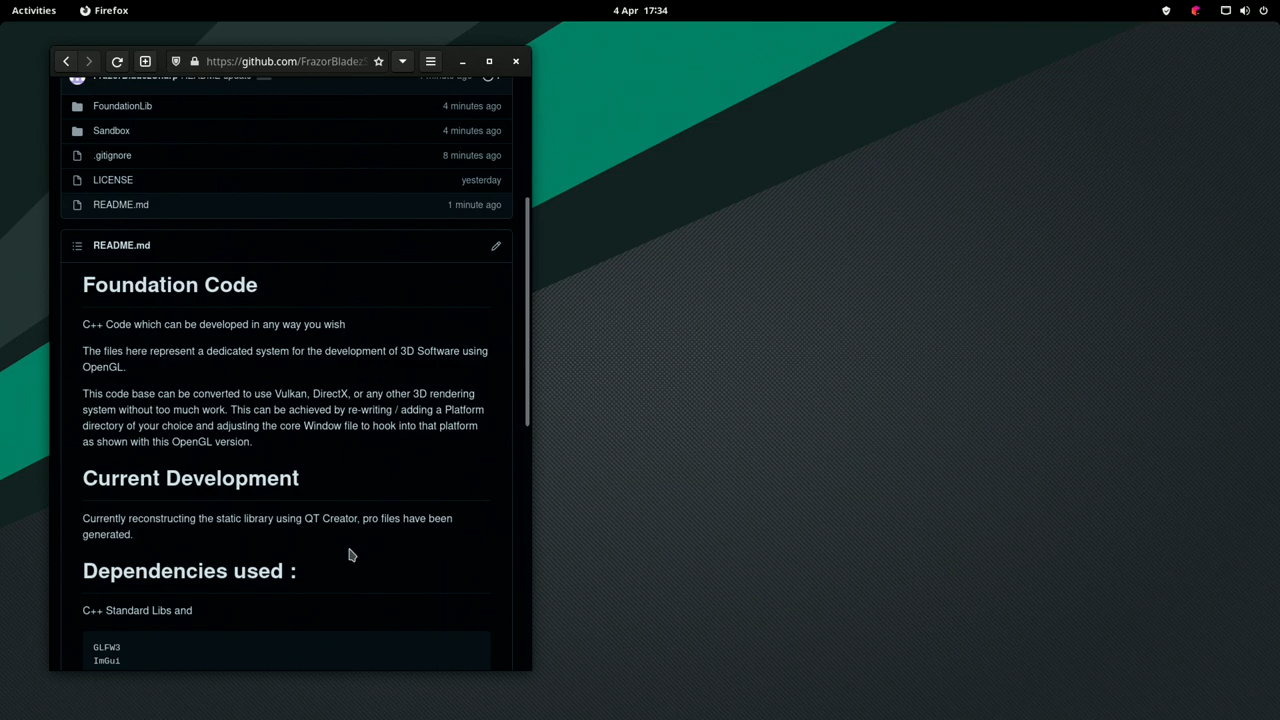 Activities
Firefox
4 Apr 17:34
https://github.com/FrazorBladezS
FoundationLib
4 minutes ago
Sandbox
4 minutes ago
.gitignore
8 minutes ago
LICENSE
yesterday
README.md
1 minute ago
README.md
Foundation Code
C++ Code which can be developed in any way you wish
The files here represent a dedicated system for the development of 3D Software using
OpenGL.
This code base can be converted to use Vulkan, DirectX, or any other 3D rendering
system without too much work. This can be achieved by re-writing / adding a Platform
directory of your choice and adjusting the core Window file to hook into that platform
as shown with this OpenGL version.
Current Development
Currently reconstructing the static library using QT Creator, pro files have been
generated.
Dependencies used :
C++ Standard Libs and
GLFW3
ImGui